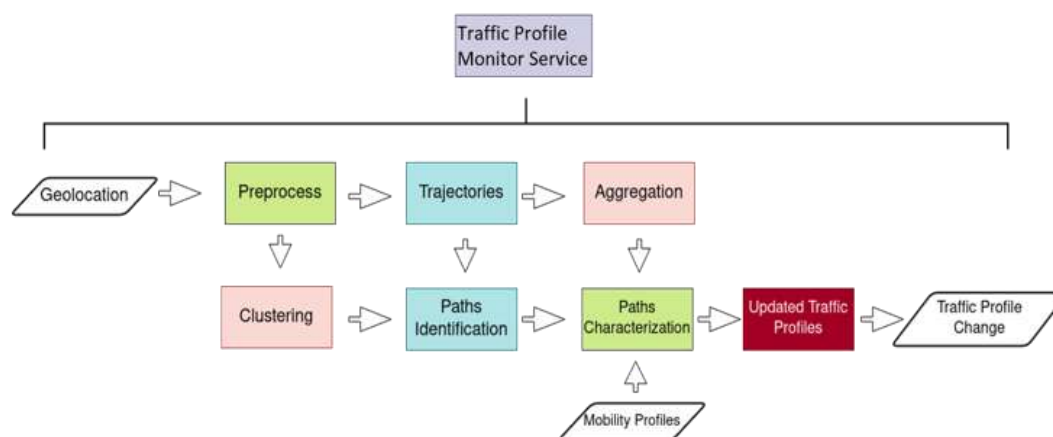 Traffic Profile
Monitor Service
Geolocation
Preprocess
Trajectories
Aggregation
Clustering
Paths
Identification
Paths
Characterization
Updated Traffic
Profiles
Traffic Profile
Change
Mobility Profiles